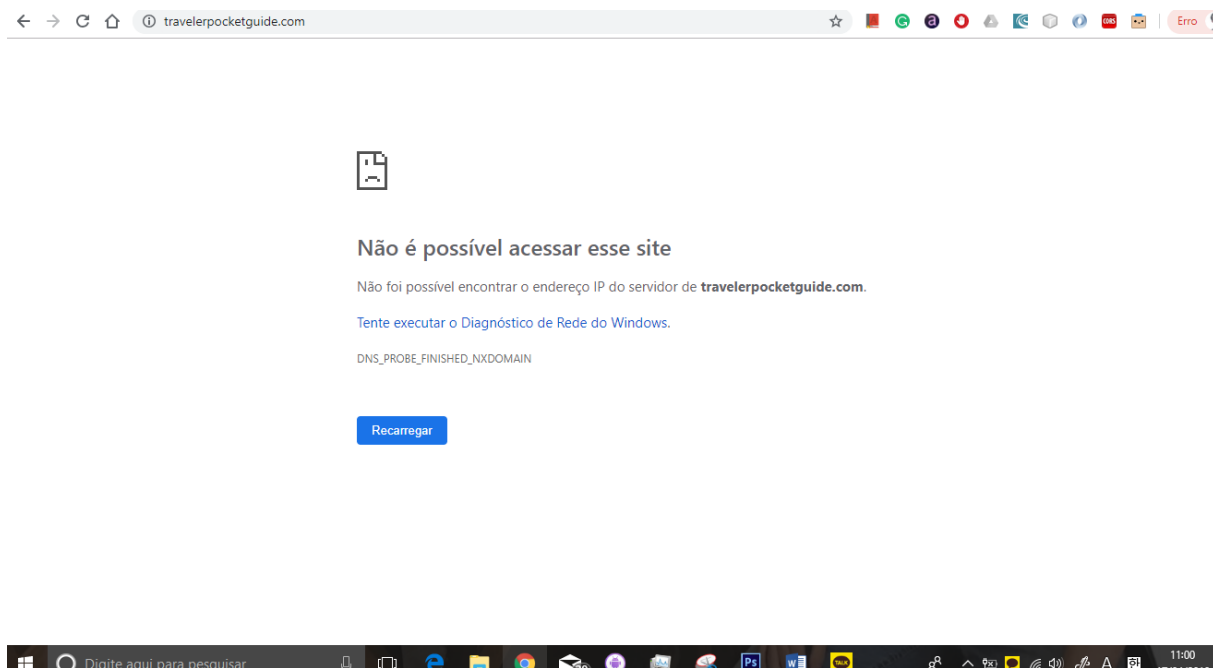 travelerpocketguide.com
Erro
Não é possível acessar esse site
Não foi possível encontrar o endereço IP do servidor de travelerpocketguide.com.
Tente executar o Diagnóstico de Rede do Windows.
DNS_PROBE_FINISHED_NXDOMAIN
Recarregar
Digite aqui para pesquisar
11:00